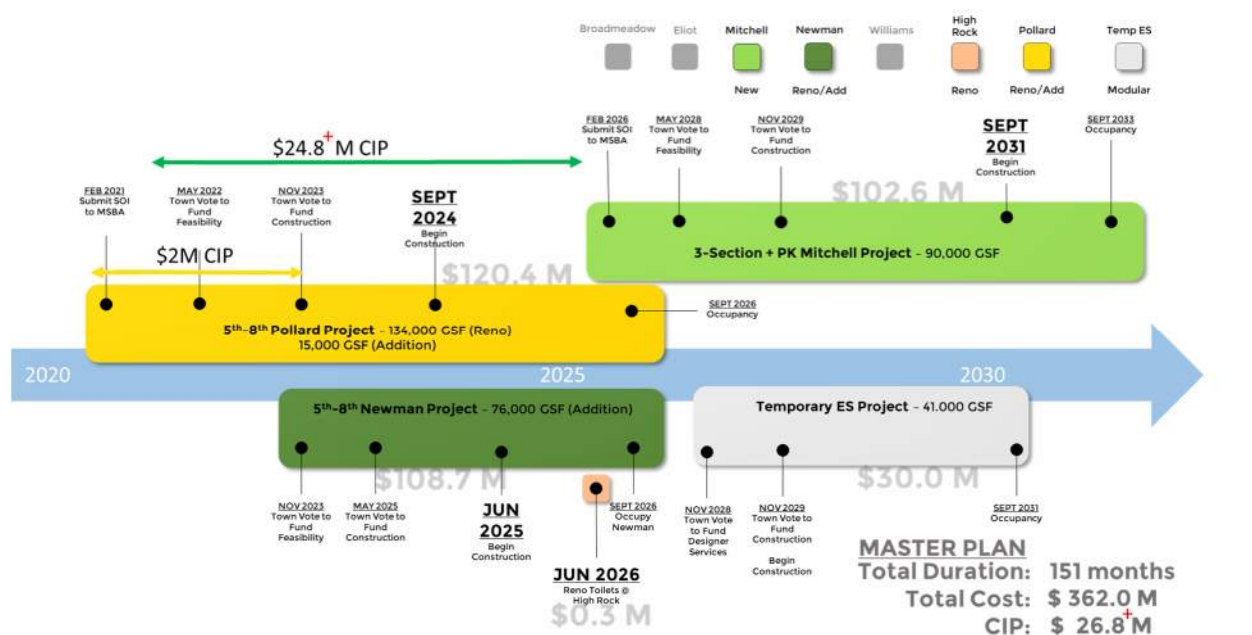 Broadmeadow
Eliot
Mitchell
Newman
Williams
High
Rock
Pollard
Temp ES
New
Reno/Add
Reno
Reno/Add
Modular
$24.8+ M CIP
FEB 2026
Submit SOI
to MSBA
MAY 2028
Town Vote to
Fund
Feasibility
NOV 2029
Town Vote to
Fund
Construction
SEPT
2031
Begin
Construction
SEPT 2033
Occupancy
FEB 2021
Submit SOI
to MSBA
MAY 2022
Town Vote to
Fund
Feasibility
NOV 2023
Town Vote to
Fund
Construction
SEPT
2024
Begin
Construction
$102.6 M
3-Section + PK Mitchell Project - 90,000 GSF
$2M CIP
$120.4 M
5th-8th Pollard Project - 134,000 GSF (Reno)
15,000 GSF (Addition)
SEPT 2026
Occupancy
2020
2025
2030
5th-8th Newman Project - 76,000 GSF (Addition)
Temporary ES Project - 41.000 GSF
$108.7 M
$30.0 M
NOV 2023
Town Vote to
Fund
Feasibility
MAY 2025
Town Vote to
Fund
Construction
JUN
2025
Begin
Construction
SEPT 2026
Occupy
Newman
JUN 2026
Reno Toilets @
High Rock
$0.3 M
NOV 2028
Town Vote
to Fund
Designer
Services
NOV 2029
Town Vote to
Fund
Construction
Begin
Construction
SEPT 2031
Occupancy
MASTER PLAN
Total Duration: 151 months
Total Cost: $ 362.0 M
CIP: $ 26.8+ M